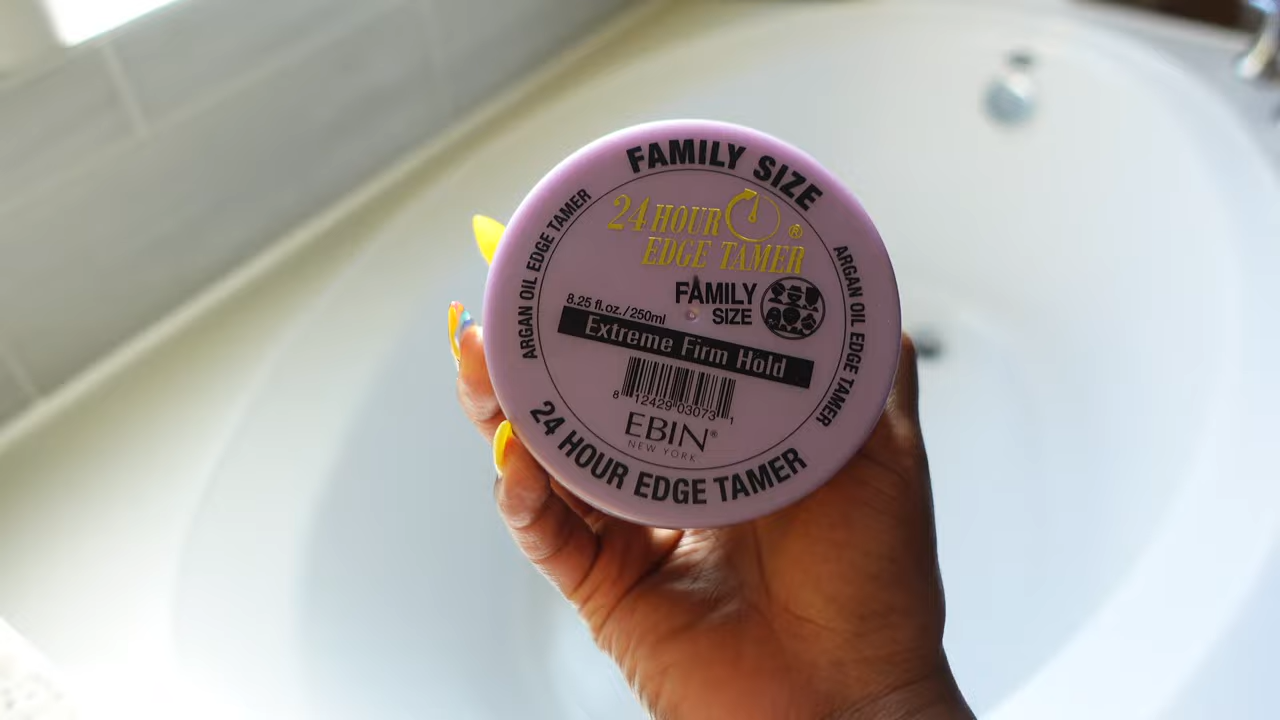 FAMILY SIZE
ARGAN OIL EDGE TAMER
24 HOUR
EDGE TAMER ®
FAMILY
SIZE
8.25 fl.oz./250ml
Extreme Firm Hold
8 12429 03073 1
EBIN®
NEW YORK
ARGAN OIL EDGE TAMER
24 HOUR EDGE TAMER